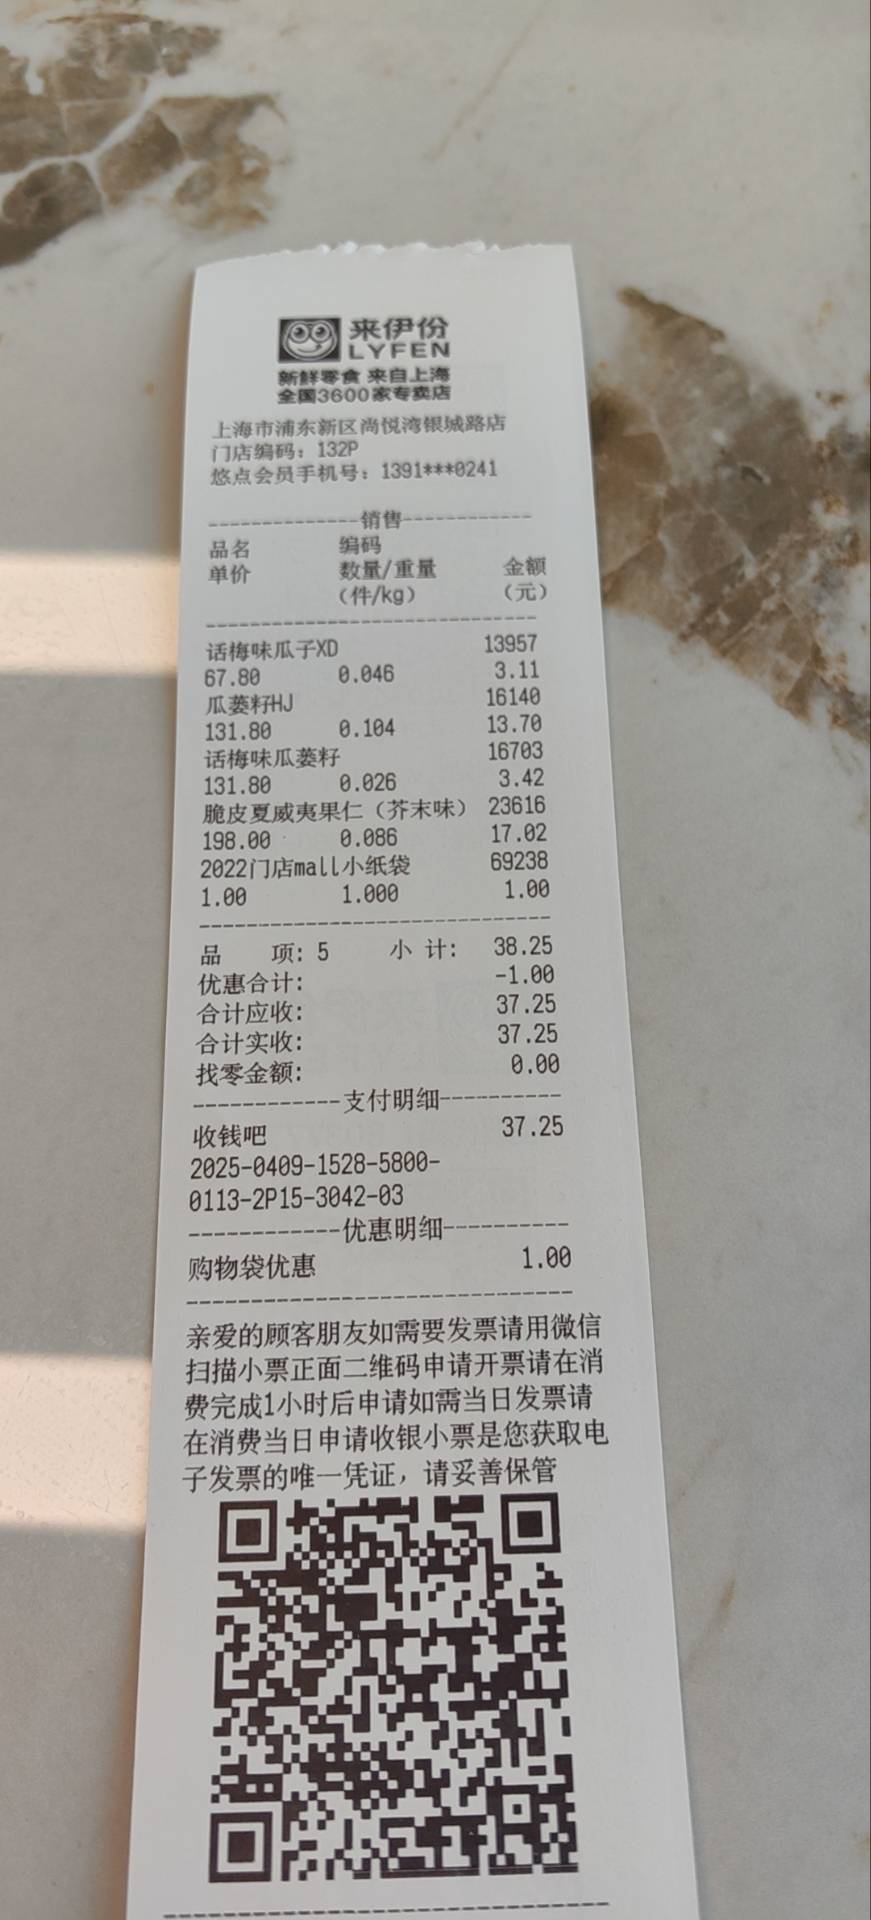 来伊份
LYFEN
新鲜零食 来自上海
全国3600家专卖店
上海市浦东新区尚悦湾银城路店
门店编码：132P
悠点会员手机号：1391***0241
--------------销售------------
品名 编码
单价 数量/重量 金额
（件/kg） （元）
话梅味瓜子XD 13957
67.80 0.046 3.11
瓜蒌籽HJ 16140
131.80 0.104 13.70
话梅味瓜蒌籽 16703
131.80 0.026 3.42
脆皮夏威夷果仁（芥末味） 23616
198.00 0.086 17.02
2022门店mall小纸袋 69238
1.00 1.000 1.00
品 项: 5 小 计: 38.25
优惠合计: -1.00
合计应收: 37.25
合计实收: 37.25
找零金额: 0.00
------------支付明细----------
收钱吧 37.25
2025-0409-1528-5800-
0113-2P15-3042-03
------------优惠明细----------
购物袋优惠 1.00
亲爱的顾客朋友如需要发票请用微信
扫描小票正面二维码申请开票请在消
费完成1小时后申请如需当日发票请
在消费当日申请收银小票是您获取电
子发票的唯一凭证，请妥善保管